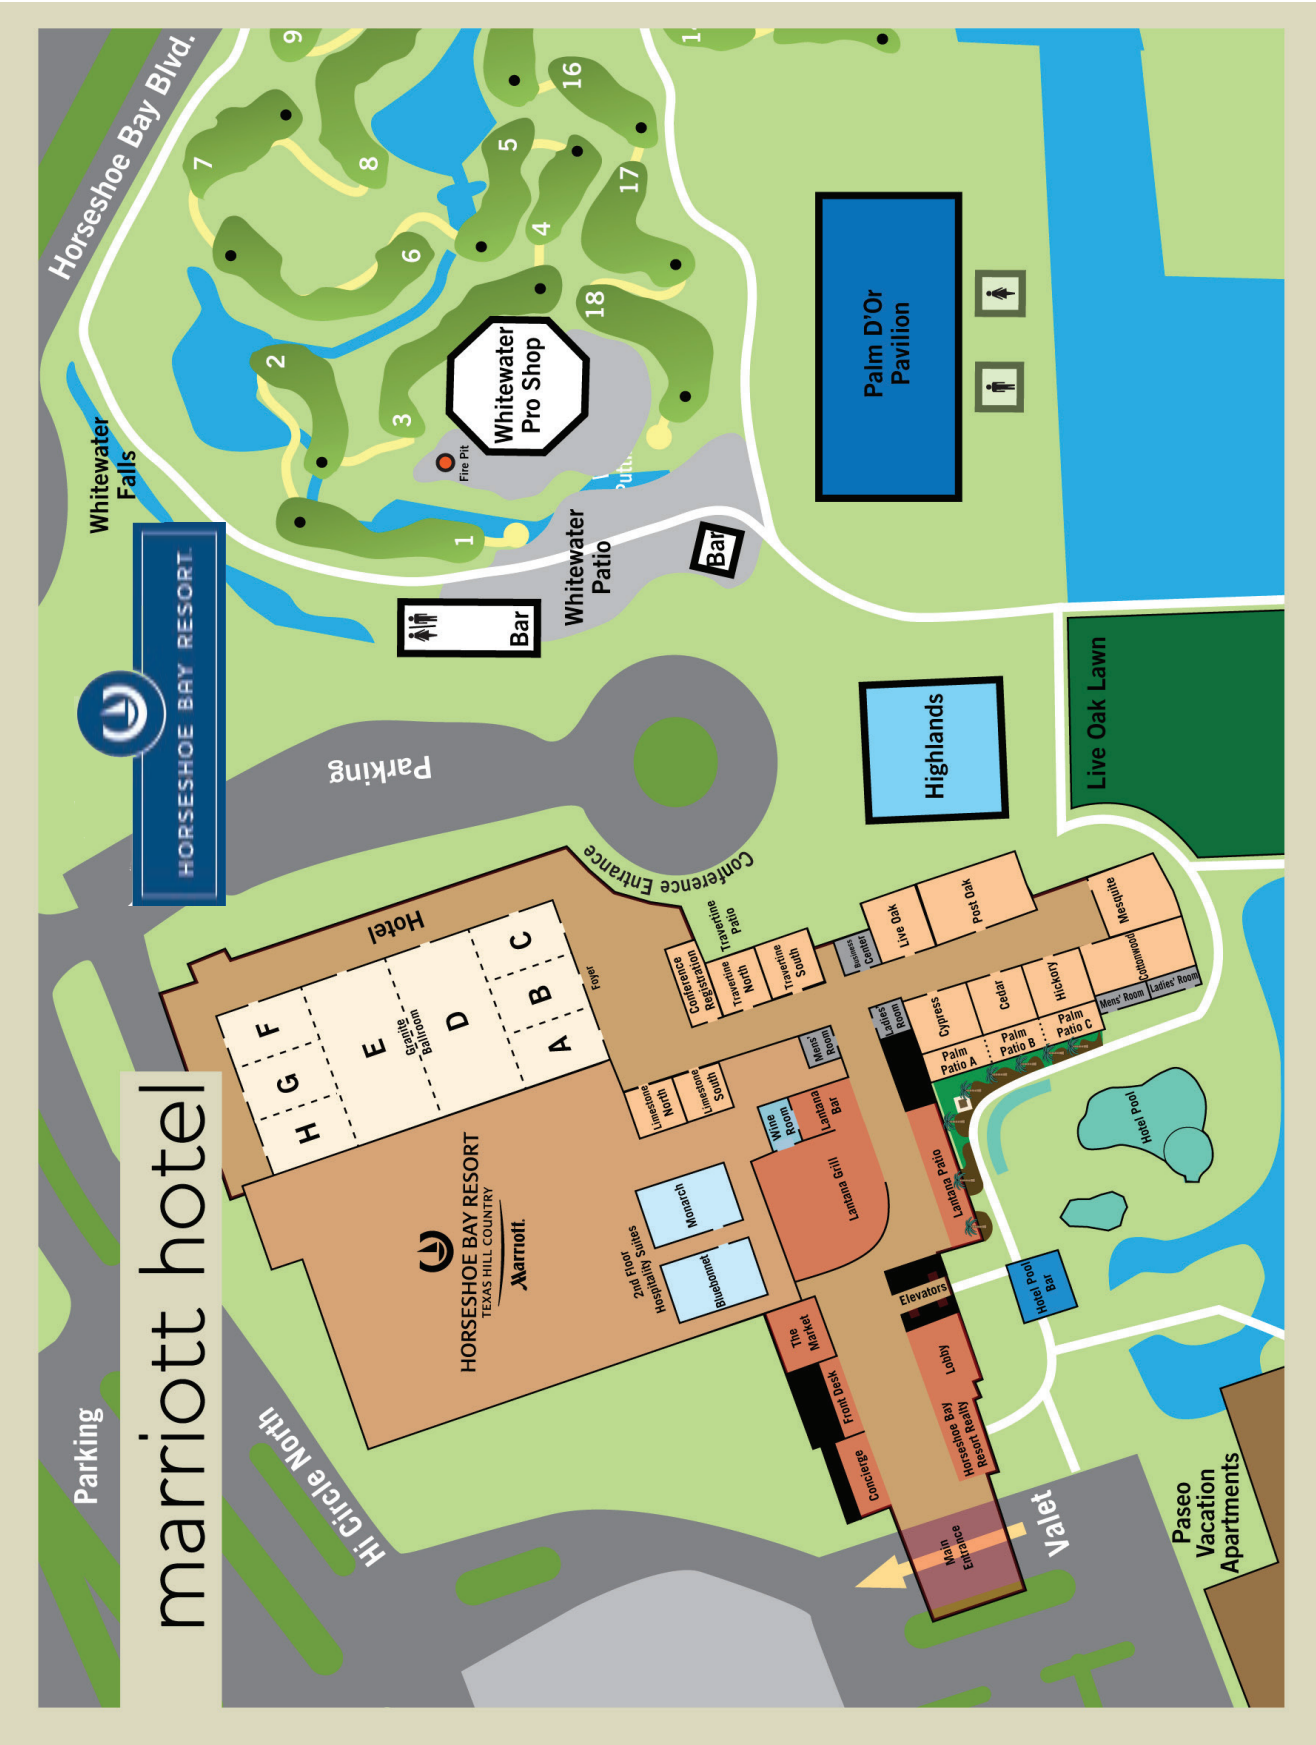 marriott hotel
HORSESHOE BAY RESORT
Horseshoe Bay Blvd.
Whitewater
Falls
Parking
Parking
Hi Circle North
Hotel
Conference Entrance
9
7
8
6
5
4
16
17
18
2
3
1
Whitewater
Pro Shop
Fire Pit
Whitewater
Patio
Bar
Bar
Palm D'Or
Pavilion
Highlands
Live Oak Lawn
H
G
F
E
Granite
Ballroom
D
A
B
C
Foyer
HORSESHOE BAY RESORT
TEXAS HILL COUNTRY
Marriott.
2nd Floor
Hospitality Suites
Monarch
Bluebonnet
Limestone
North
Limestone
South
Conference
Registration
Travertine
North
Travertine
South
Travertine
Patio
Business
Center
Live Oak
Post Oak
Mesquite
Cottonwood
Hickory
Cedar
Cypress
Mens' Room
Ladies' Room
Ladies'
Room
Mens'
Room
Palm
Patio A
Palm
Patio B
Palm
Patio C
Wine
Room
Lantana
Bar
Lantana Grill
Lantana Patio
Elevators
The
Market
Front Desk
Concierge
Lobby
Horseshoe Bay
Resort Realty
Main
Entrance
Valet
Hotel Pool
Hotel Pool
Bar
Paseo
Vacation
Apartments